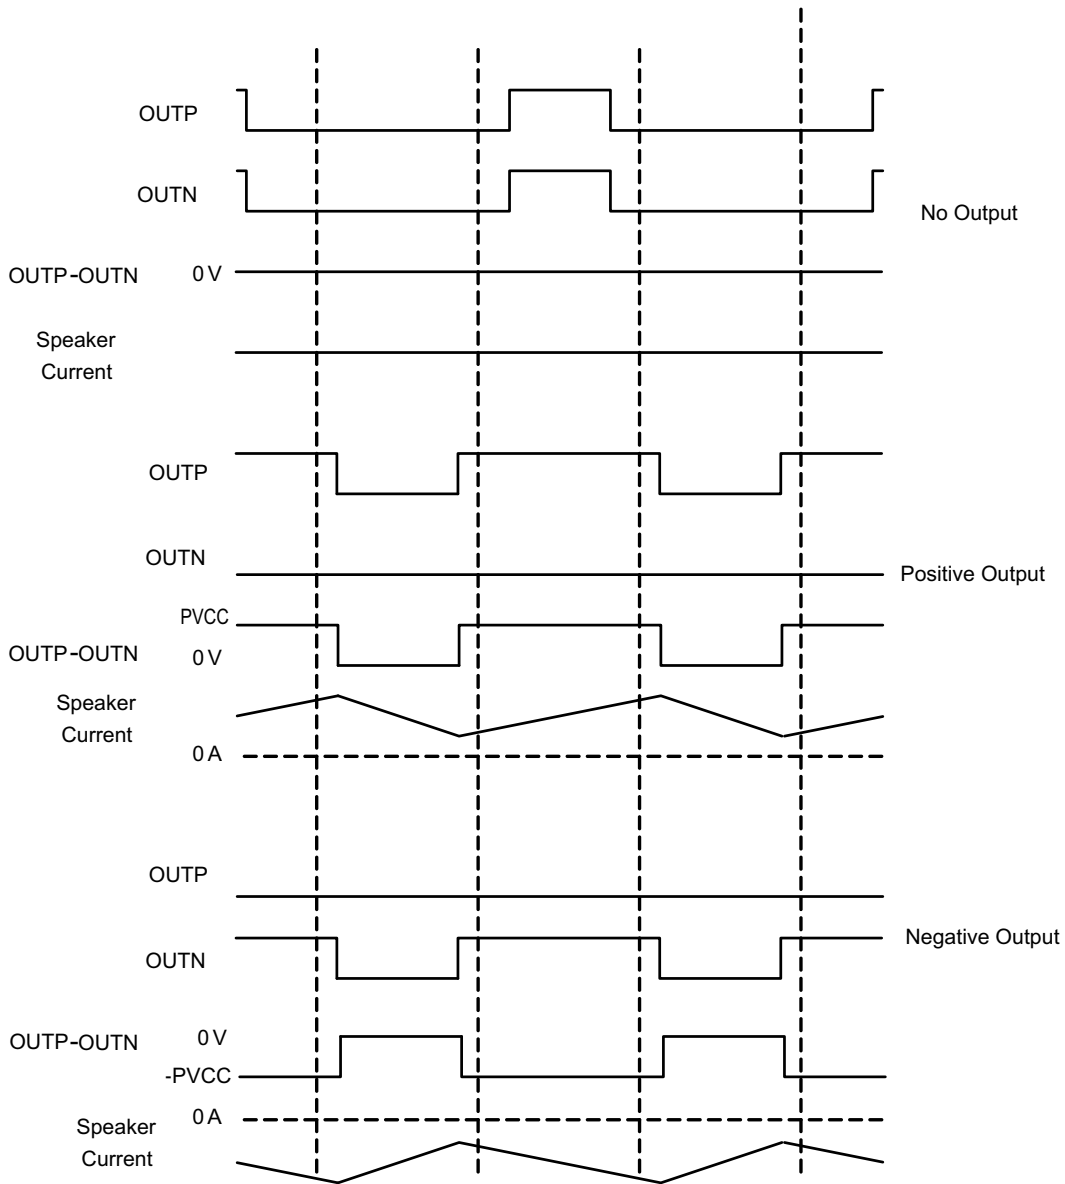 OUTP
OUTN
No Output
OUTP-OUTN 0 V
Speaker
Current
OUTP
OUTN
Positive Output
PVCC
OUTP-OUTN 0 V
Speaker
Current
0 A
OUTP
Negative Output
OUTN
OUTP-OUTN 0 V
-PVCC
0 A
Speaker
Current